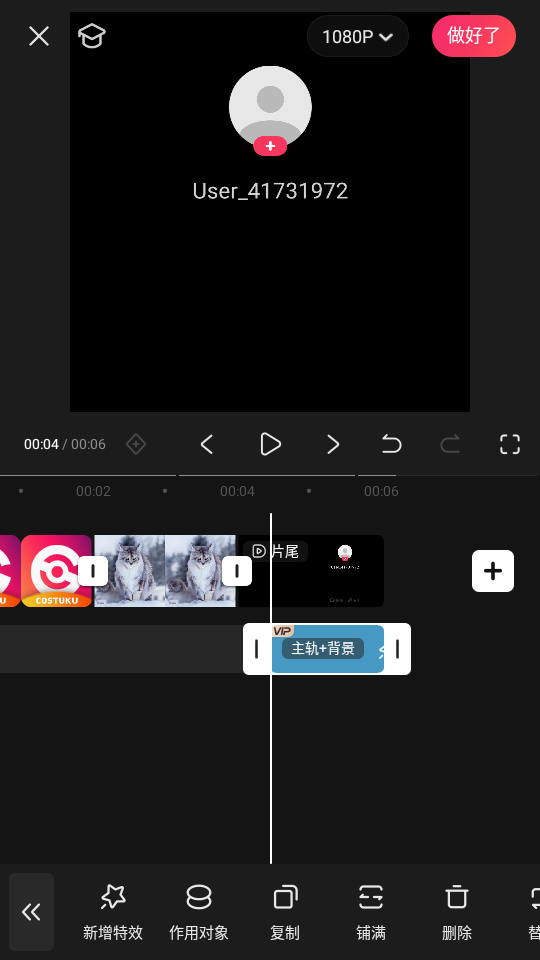 1080P
做好了
User_41731972
00:04 / 00:06
00:02
00:04
00:06
COSTUKU
片尾
VIP
主轨+背景
新增特效
作用对象
复制
铺满
删除